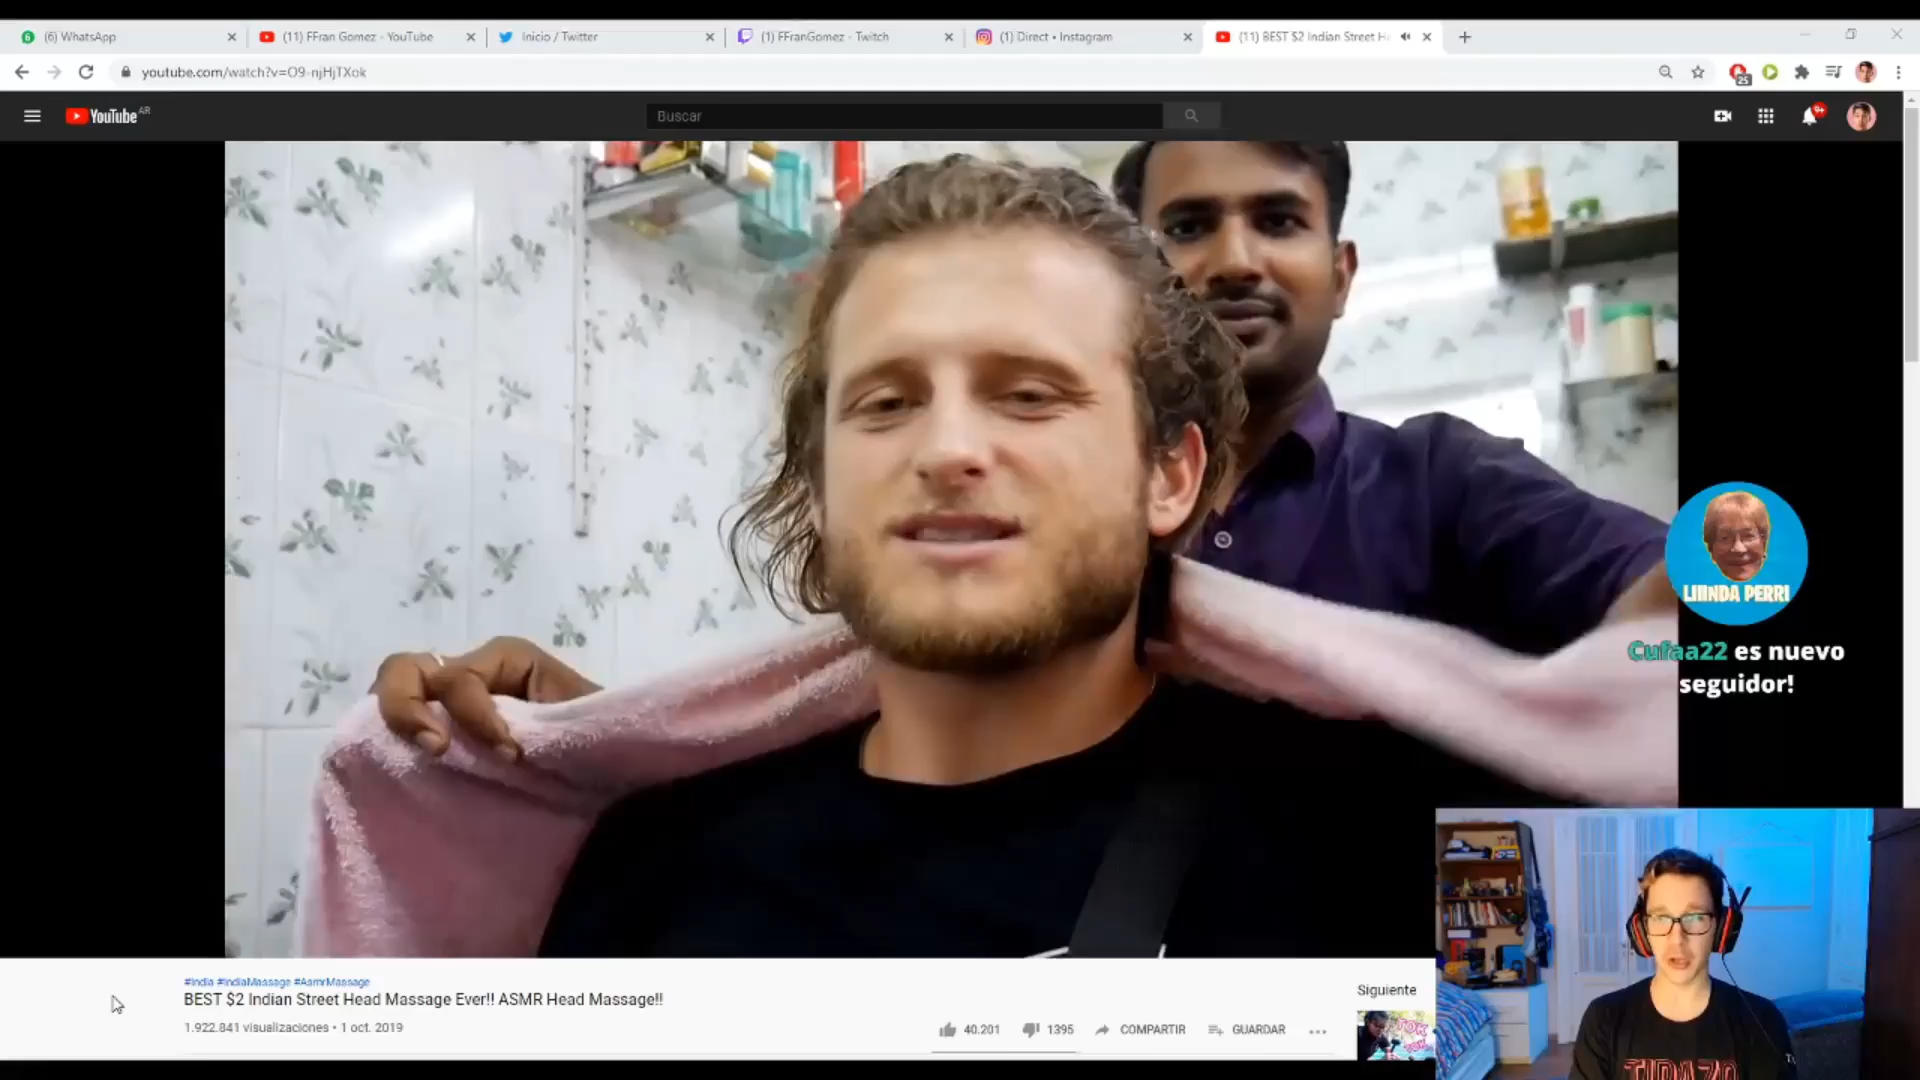 (6) WhatsApp
(11) FFran Gomez - YouTube
Inicio / Twitter
(1) FFranGomez - Twitch
(1) Direct • Instagram
(11) BEST $2 Indian Street H
youtube.com/watch?v=O9-njHjTXok
25
YouTube AR
Buscar
9+
LIINDA PERRI
Cufaa22 es nuevo
seguidor!
#India #IndiaMassage #AsmrMassage
BEST $2 Indian Street Head Massage Ever!! ASMR Head Massage!!
1.922.841 visualizaciones • 1 oct. 2019
40.201
1395
COMPARTIR
GUARDAR
Siguiente